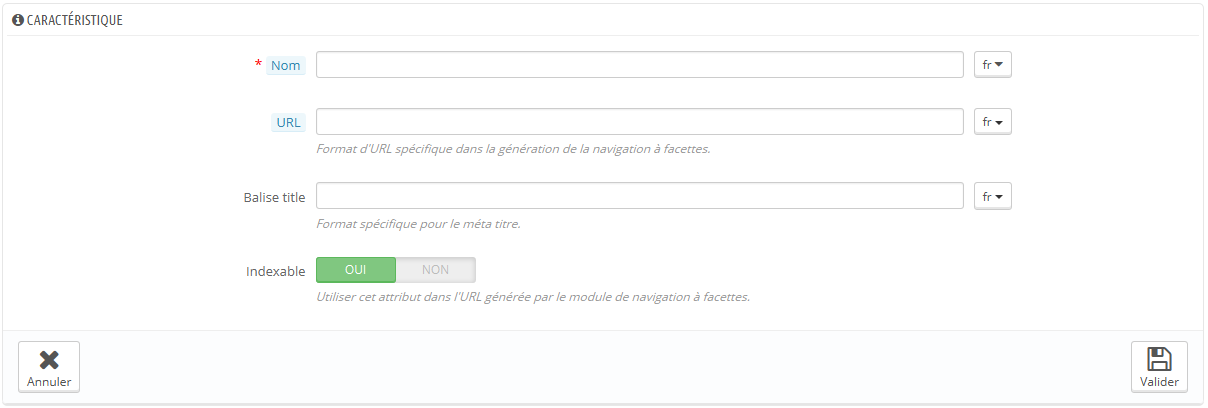 CARACTÉRISTIQUE
* Nom fr
URL fr
Format d'URL spécifique dans la génération de la navigation à facettes.
Balise title fr
Format spécifique pour le méta titre.
Indexable OUI NON
Utiliser cet attribut dans l'URL générée par le module de navigation à facettes.
Annuler Valider